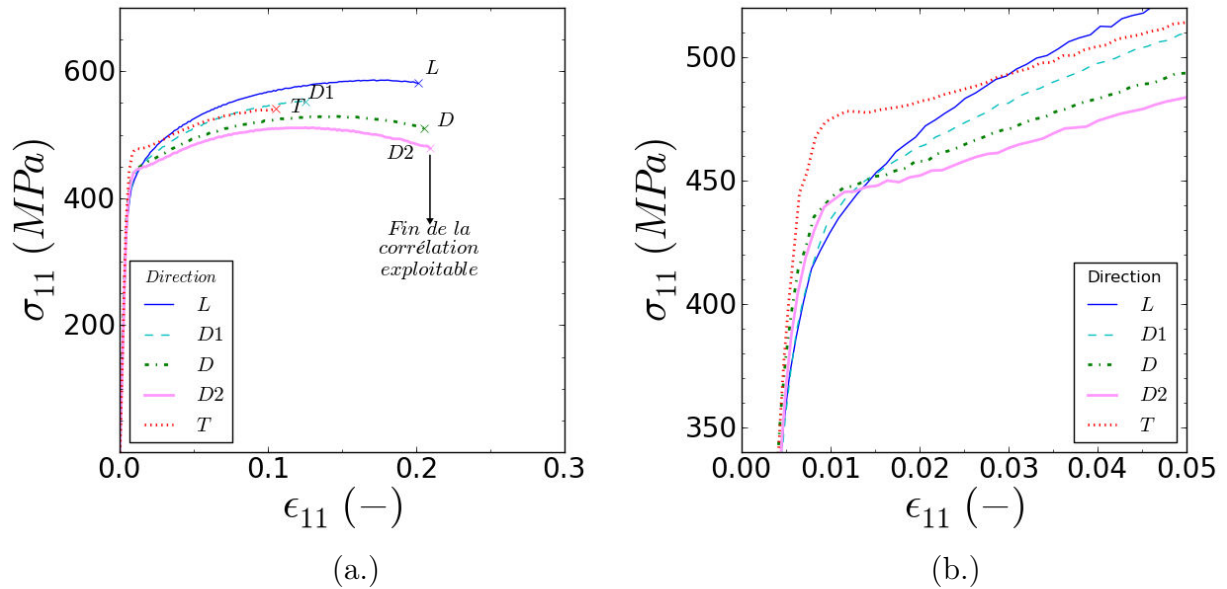 600
400
200
σ11 (MPa)
L
D1
T
D
D2
Fin de la
corrélation
exploitable
Direction
L
D1
D
D2
T
0.0 0.1 0.2 0.3
ϵ11 (−)
(a.)
500
450
400
350
σ11 (MPa)
Direction
L
D1
D
D2
T
0.00 0.01 0.02 0.03 0.04 0.05
ϵ11 (−)
(b.)